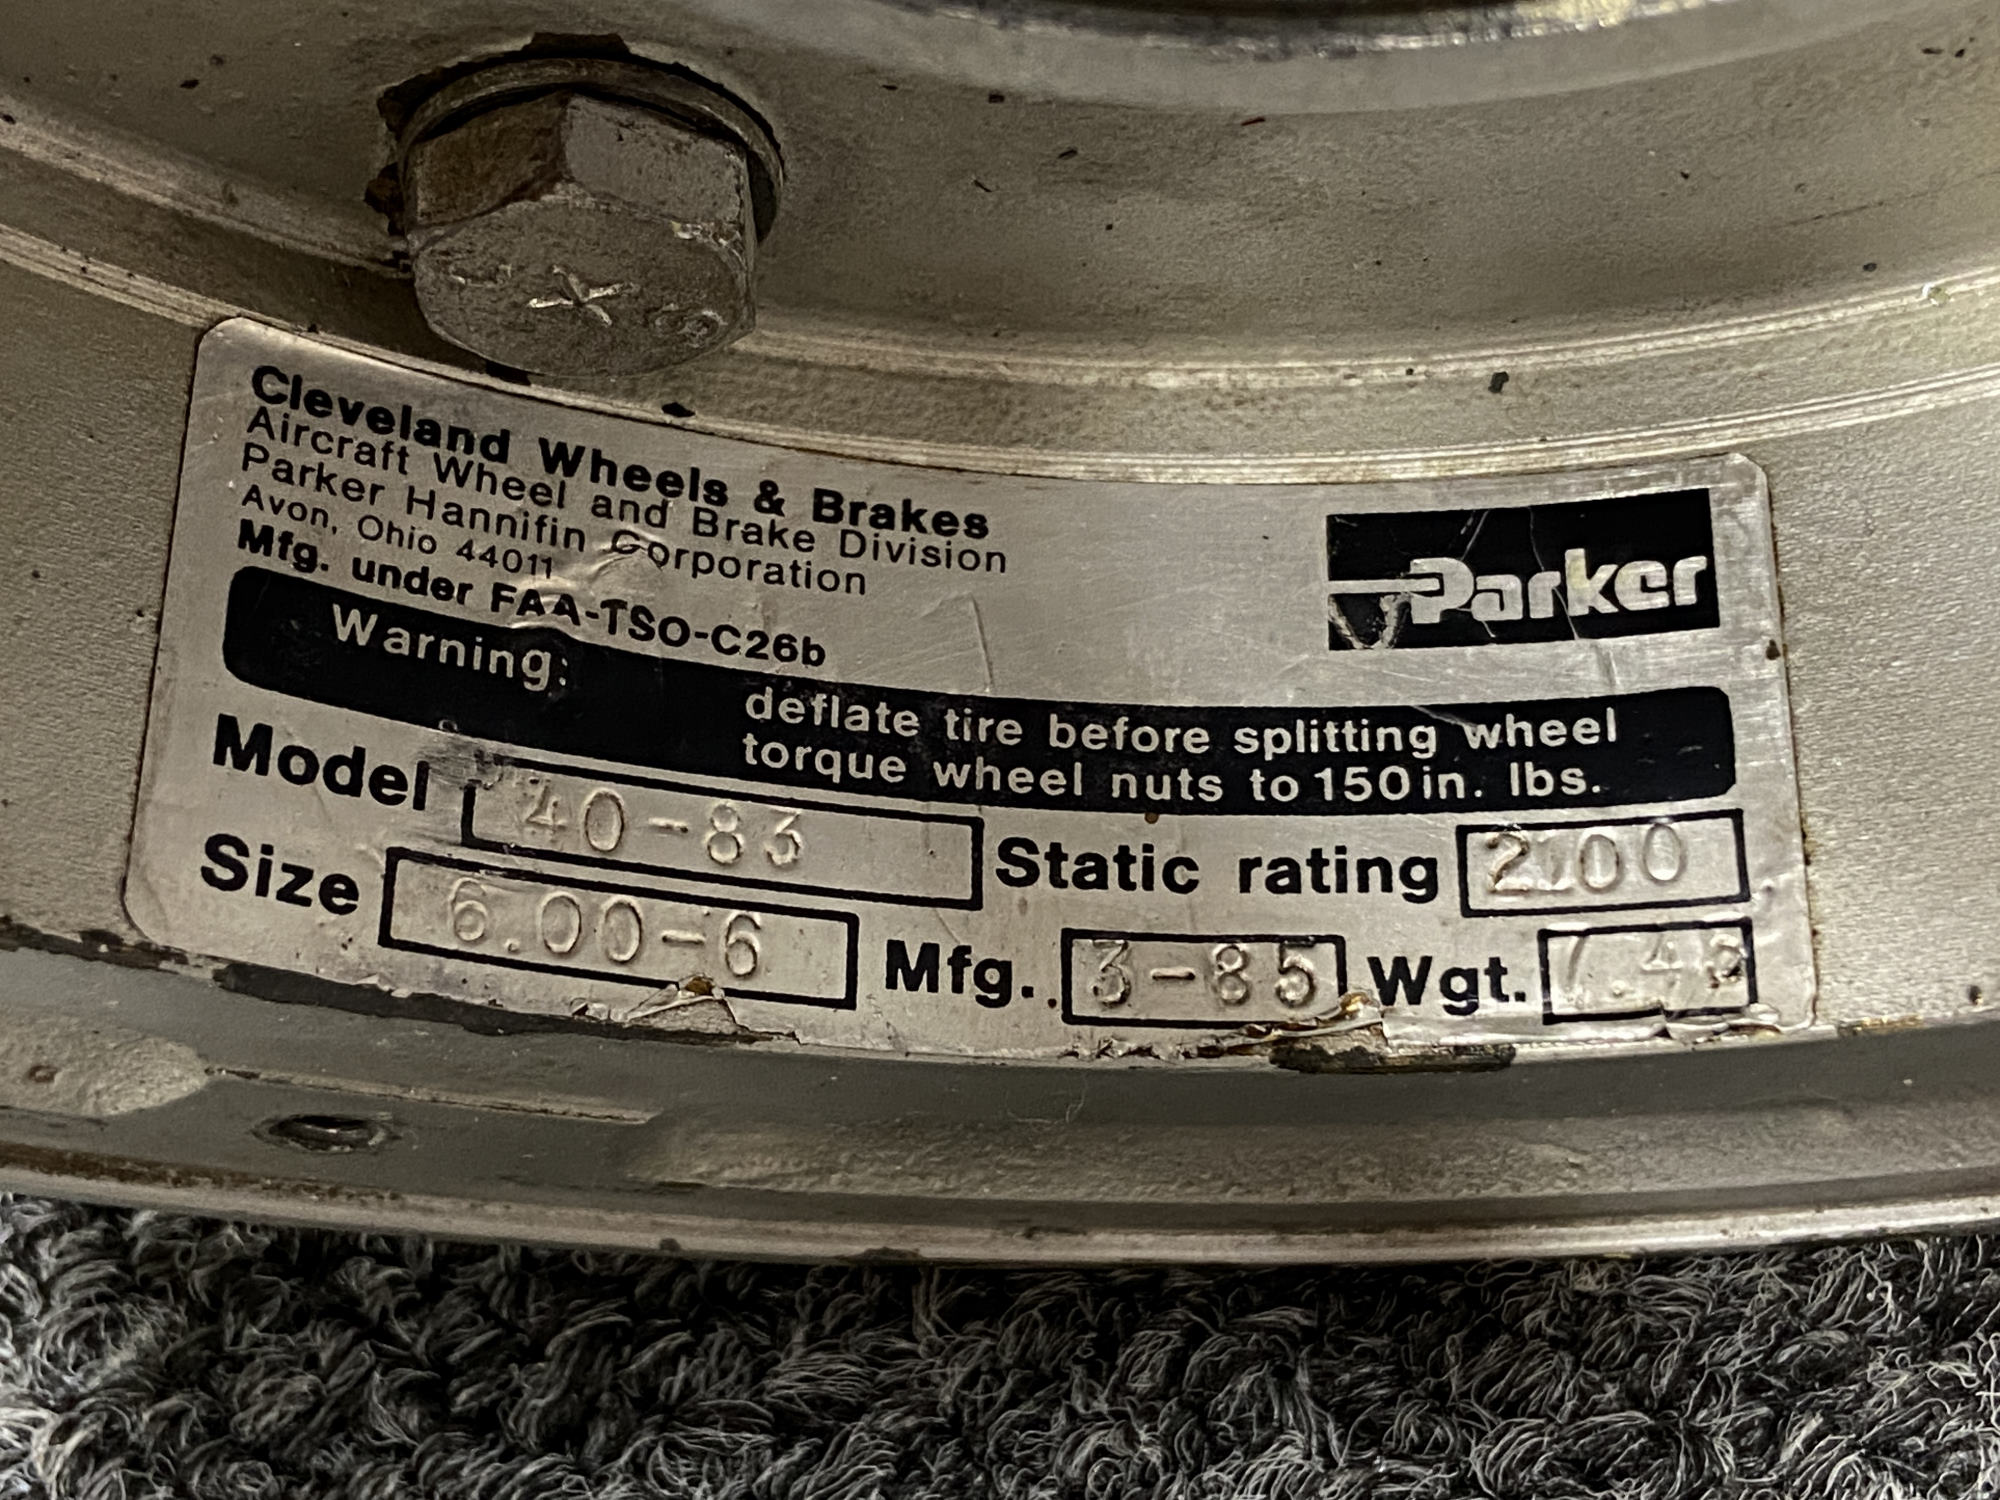 Cleveland Wheels & Brakes
Aircraft Wheel and Brake Division
Parker Hannifin Corporation
Avon, Ohio 44011
Mfg. under FAA-TSO-C26b
Parker
Warning:
deflate tire before splitting wheel
torque wheel nuts to 150 in. lbs.
Model 40-83
Static rating
Size 6.00-6
Mfg. 3-85
Wgt.